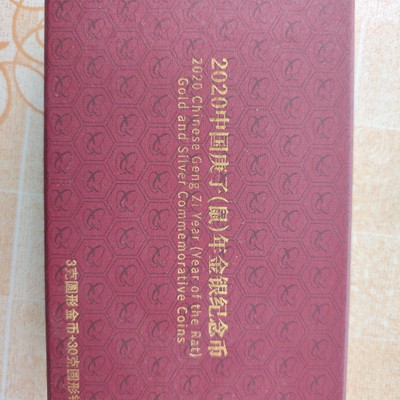 2020中国庚子(鼠)年金银纪念币
2020 Chinese Geng Zi Year (Year of the Rat)
Gold and Silver Commemorative Coins
3克圆形金币+30克圆形